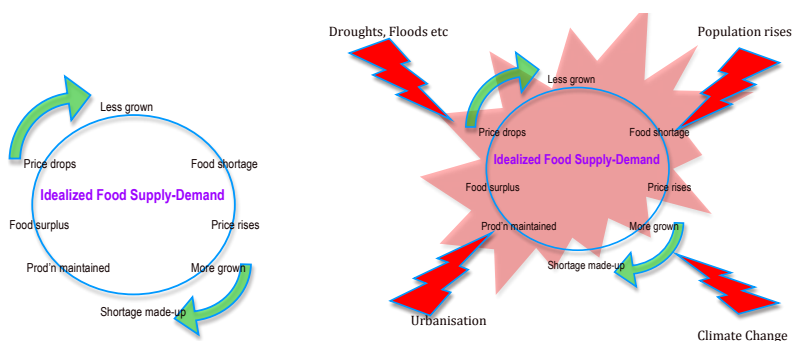 Less grown
Price drops
Food shortage
Idealized Food Supply-Demand
Food surplus
Price rises
Prod'n maintained
More grown
Shortage made-up
Droughts, Floods etc
Population rises
Less grown
Price drops
Food shortage
Idealized Food Supply-Demand
Food surplus
Price rises
Prod'n maintained
More grown
Shortage made-up
Urbanisation
Climate Change